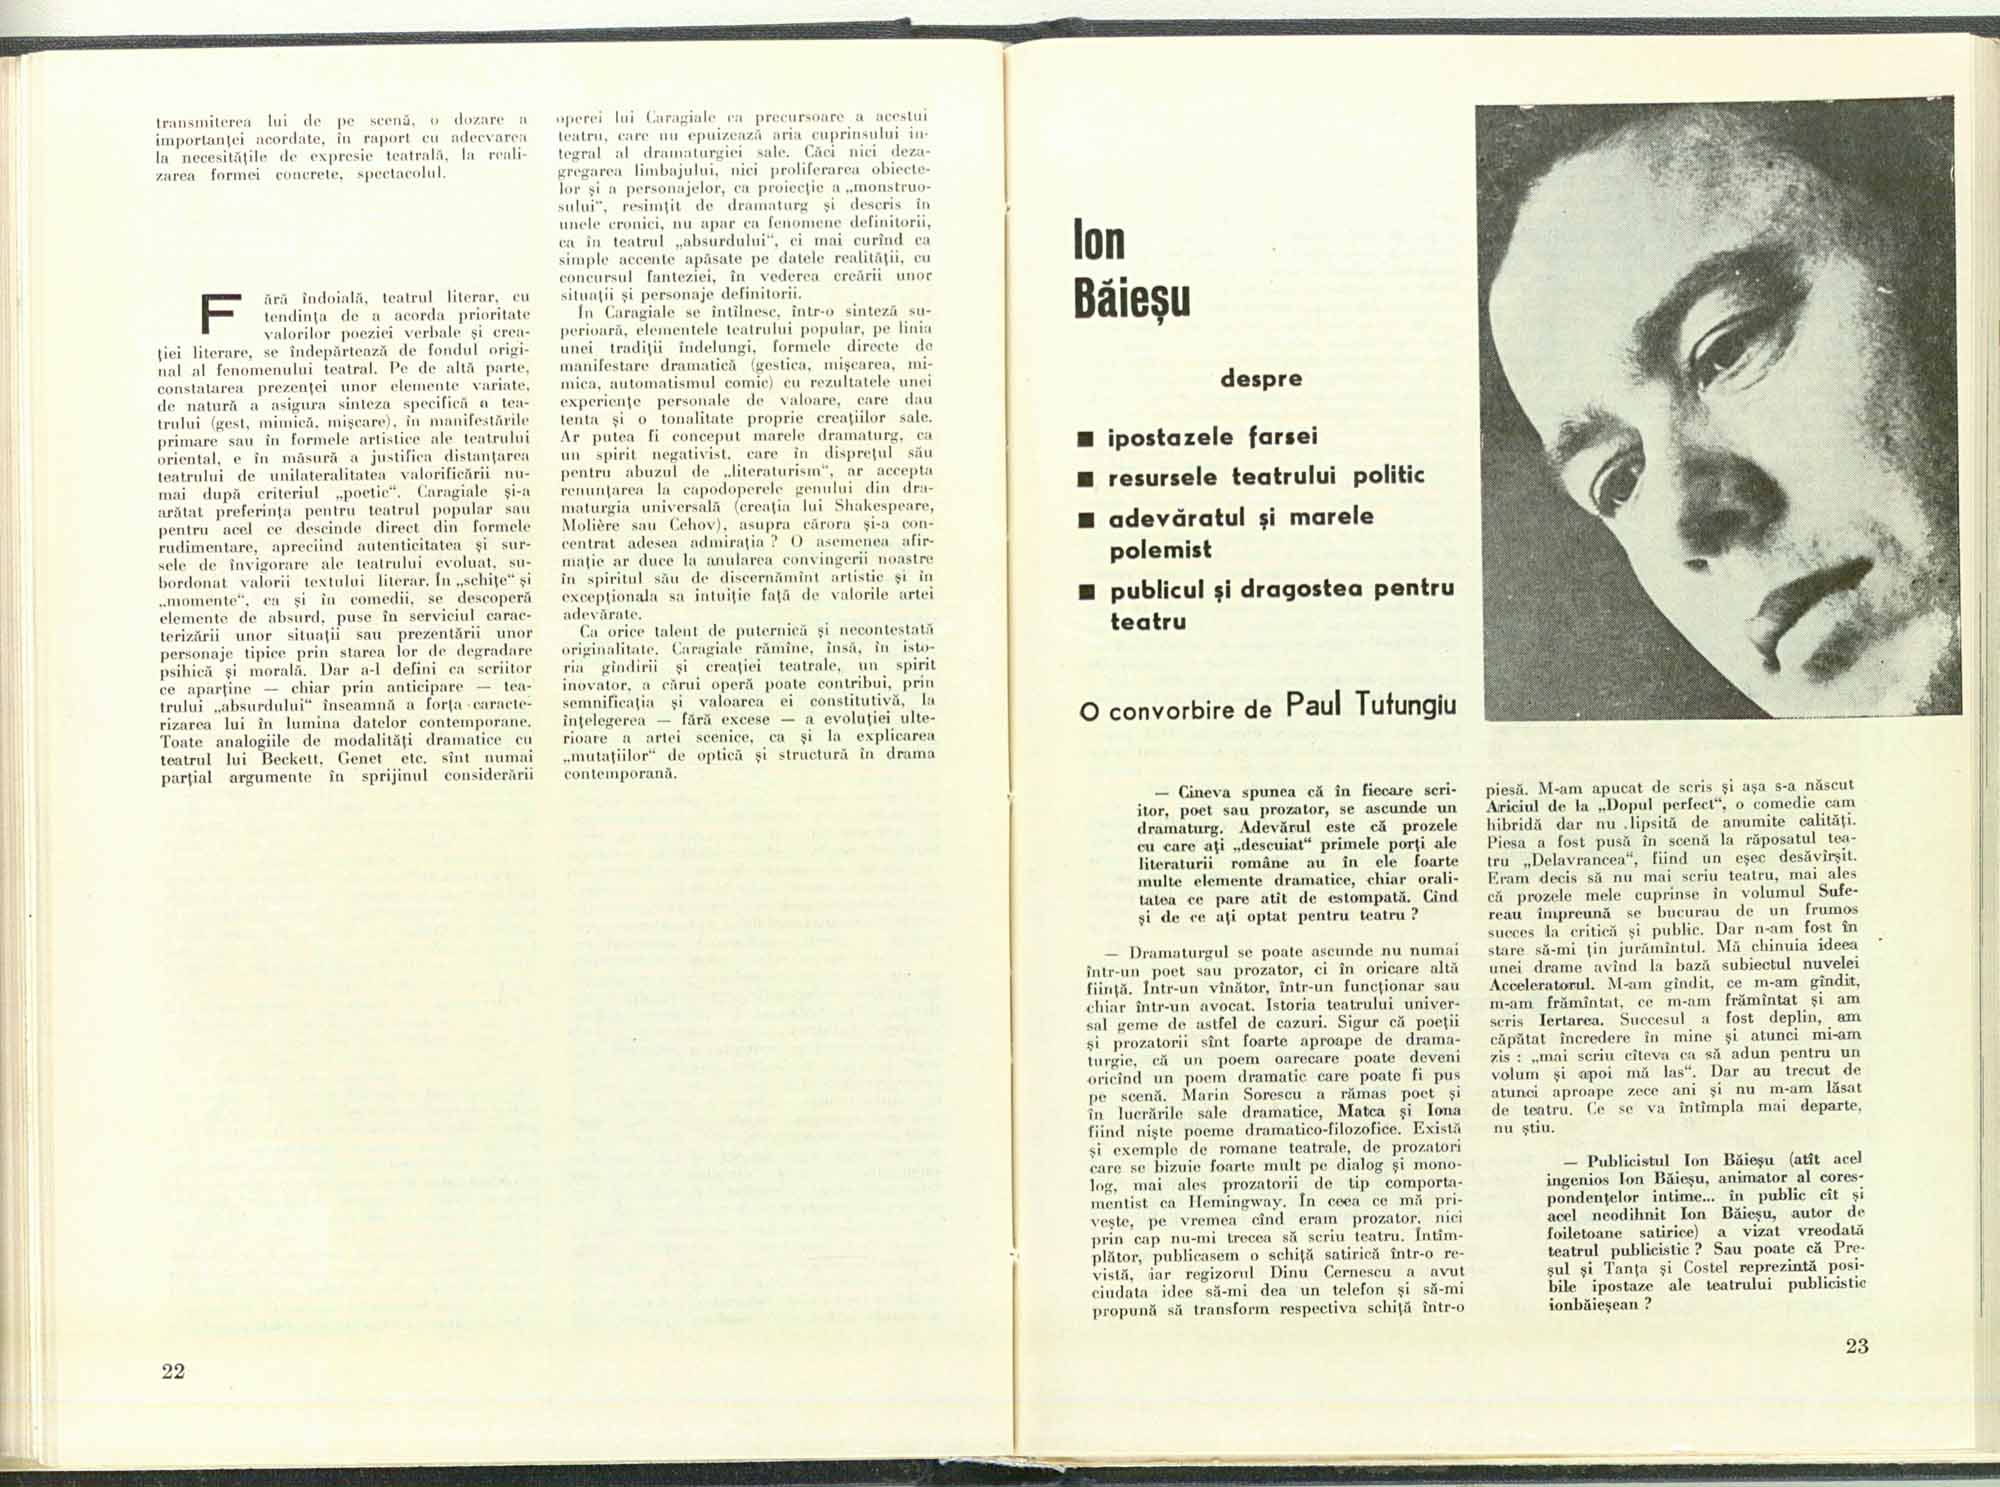 transmiterea lui de pe scenă, o dozare a
importanței acordate, în raport cu adecvarea
la necesitățile de expresie teatrală, la reali-
zarea formei concrete, spectacolul.
Fără îndoială, teatrul literar, cu
tendința de a acorda prioritate
valorilor poeziei verbale și crea-
ției literare, se îndepărtează de fondul origi-
nal al fenomenului teatral. Pe de altă parte,
constatarea prezenței unor elemente variate,
de natură a asigura sinteza specifică a tea-
trului (gest, mimică, mișcare), în manifestările
primare sau în formele artistice ale teatrului
oriental, e în măsură a justifica distanțarea
teatrului de unilateralitatea valorificării nu-
mai după criteriul „poetic“. Caragiale și-a
arătat preferința pentru teatrul popular sau
pentru acel ce descinde direct din formele
rudimentare, apreciind autenticitatea și sur-
sele de învigorare ale teatrului evoluat, su-
bordonat valorii textului literar. In „schițe“ și
„momente“, ca și în comedii, se descoperă
elemente de absurd, puse în serviciul carac-
terizării unor situații sau prezentării unor
personaje tipice prin starea lor de degradare
psihică și morală. Dar a-l defini ca scriitor
ce aparține — chiar prin anticipare — tea-
trului „absurdului“ înseamnă a forța caracte-
rizarea lui în lumina datelor contemporane.
Toate analogiile de modalități dramatice cu
teatrul lui Beckett, Genet etc. sînt numai
parțial argumente în sprijinul considerării
operei lui Caragiale ca precursoare a acestui
teatru, care nu epuizează aria cuprinsului in-
tegral al dramaturgiei sale. Căci nici deza-
gregarea limbajului, nici proliferarea obiecte-
lor și a personajelor, ca proiecție a „monstruo-
sului“, resimțit de dramaturg și descris în
unele cronici, nu apar ca fenomene definitorii,
ca în teatrul „absurdului“, ci mai curînd ca
simple accente apăsate pe datele realității, cu
concursul fanteziei, în vederea creării unor
situații și personaje definitorii.
In Caragiale se întîlnesc, într-o sinteză su-
perioară, elementele teatrului popular, pe linia
unei tradiții îndelungi, formele directe de
manifestare dramatică (gestica, mișcarea, mi-
mica, automatismul comic) cu rezultatele unei
experiențe personale de valoare, care dau
tenta și o tonalitate proprie creațiilor sale.
Ar putea fi conceput marele dramaturg, ca
un spirit negativist, care în disprețul său
pentru abuzul de „literaturism“, ar accepta
renunțarea la capodoperele genului din dra-
maturgia universală (creația lui Shakespeare,
Molière sau Cehov), asupra cărora și-a con-
centrat adesea admirația ? O asemenea afir-
mație ar duce la anularea convingerii noastre
în spiritul său de discernămînt artistic și în
excepționala sa intuiție față de valorile artei
adevărate.
Ca orice talent de puternică și necontestată
originalitate, Caragiale rămîne, însă, în isto-
ria gîndirii și creației teatrale, un spirit
inovator, a cărui operă poate contribui, prin
semnificația și valoarea ei constitutivă, la
înțelegerea — fără excese — a evoluției ulte-
rioare a artei scenice, ca și la explicarea
„mutațiilor“ de optică și structură în drama
contemporană.
22
Ion
Băieșu
despre
■ ipostazele farsei
■ resursele teatrului politic
■ adevăratul și marele
polemist
■ publicul și dragostea pentru
teatru
O convorbire de Paul Tutungiu
— Cineva spunea că în fiecare scri-
itor, poet sau prozator, se ascunde un
dramaturg. Adevărul este că prozele
cu care ați „descuiat“ primele porți ale
literaturii române au în ele foarte
multe elemente dramatice, chiar orali-
tatea ce pare atît de estompată. Cînd
și de ce ați optat pentru teatru ?
— Dramaturgul se poate ascunde nu numai
într-un poet sau prozator, ci în oricare altă
ființă. Intr-un vînător, într-un funcționar sau
chiar într-un avocat. Istoria teatrului univer-
sal geme de astfel de cazuri. Sigur că poeții
și prozatorii sînt foarte aproape de drama-
turgie, că un poem oarecare poate deveni
oricînd un poem dramatic care poate fi pus
pe scenă. Marin Sorescu a rămas poet și
în lucrările sale dramatice, Matca și Iona
fiind niște poeme dramatico-filozofice. Există
și exemple de romane teatrale, de prozatori
care se bizuie foarte mult pe dialog și mono-
log, mai ales prozatorii de tip comporta-
mentist ca Hemingway. In ceea ce mă pri-
vește, pe vremea cînd eram prozator, nici
prin cap nu-mi trecea să scriu teatru. Întîm-
plător, publicasem o schiță satirică într-o re-
vistă, iar regizorul Dinu Cernescu a avut
ciudata idee să-mi dea un telefon și să-mi
propună să transform respectiva schiță într-o
piesă. M-am apucat de scris și așa s-a născut
Ariciul de la „Dopul perfect“, o comedie cam
hibridă dar nu lipsită de anumite calități.
Piesa a fost pusă în scenă la răposatul tea-
tru „Delavrancea“, fiind un eșec desăvîrșit.
Eram decis să nu mai scriu teatru, mai ales
că prozele mele cuprinse în volumul Sufe-
reau împreună se bucurau de un frumos
succes la critică și public. Dar n-am fost în
stare să-mi țin jurămîntul. Mă chinuia ideea
unei drame avînd la bază subiectul nuvelei
Acceleratorul. M-am gîndit, ce m-am gîndit,
m-am frămîntat, ce m-am frămîntat și am
scris Iertarea. Succesul a fost deplin, am
căpătat încredere în mine și atunci mi-am
zis : „mai scriu cîteva ca să adun pentru un
volum și apoi mă las“. Dar au trecut de
atunci aproape zece ani și nu m-am lăsat
de teatru. Ce se va întîmpla mai departe,
nu știu.
— Publicistul Ion Băieșu (atît acel
ingenios Ion Băieșu, animator al cores-
pondențelor intime... în public cît și
acel neodihnit Ion Băieșu, autor de
foiletoane satirice) a vizat vreodată
teatrul publicistic ? Sau poate că Pre-
șul și Tanța și Costel reprezintă posi-
bile ipostaze ale teatrului publicistic
ionbăieșean ?
23